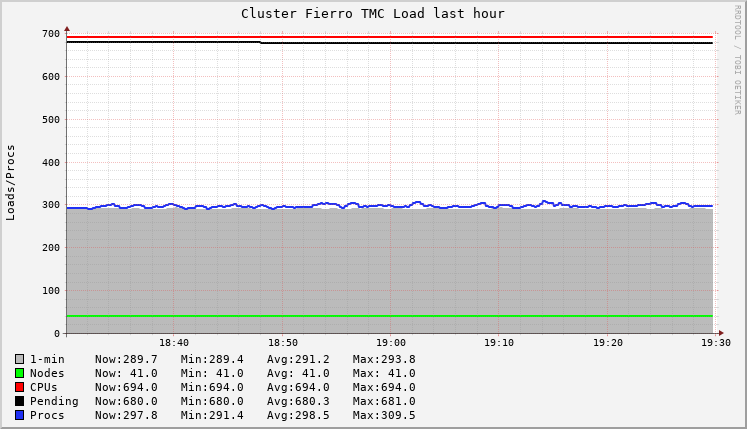 Cluster Fierro TMC Load last hour
RRDTOOL / TOBI OETIKER
Loads/Procs
700
600
500
400
300
200
100
0
18:40 18:50 19:00 19:10 19:20 19:30
1-min Now:289.7 Min:289.4 Avg:291.2 Max:293.8
Nodes Now: 41.0 Min: 41.0 Avg: 41.0 Max: 41.0
CPUs Now:694.0 Min:694.0 Avg:694.0 Max:694.0
Pending Now:680.0 Min:680.0 Avg:680.3 Max:681.0
Procs Now:297.8 Min:291.4 Avg:298.5 Max:309.5